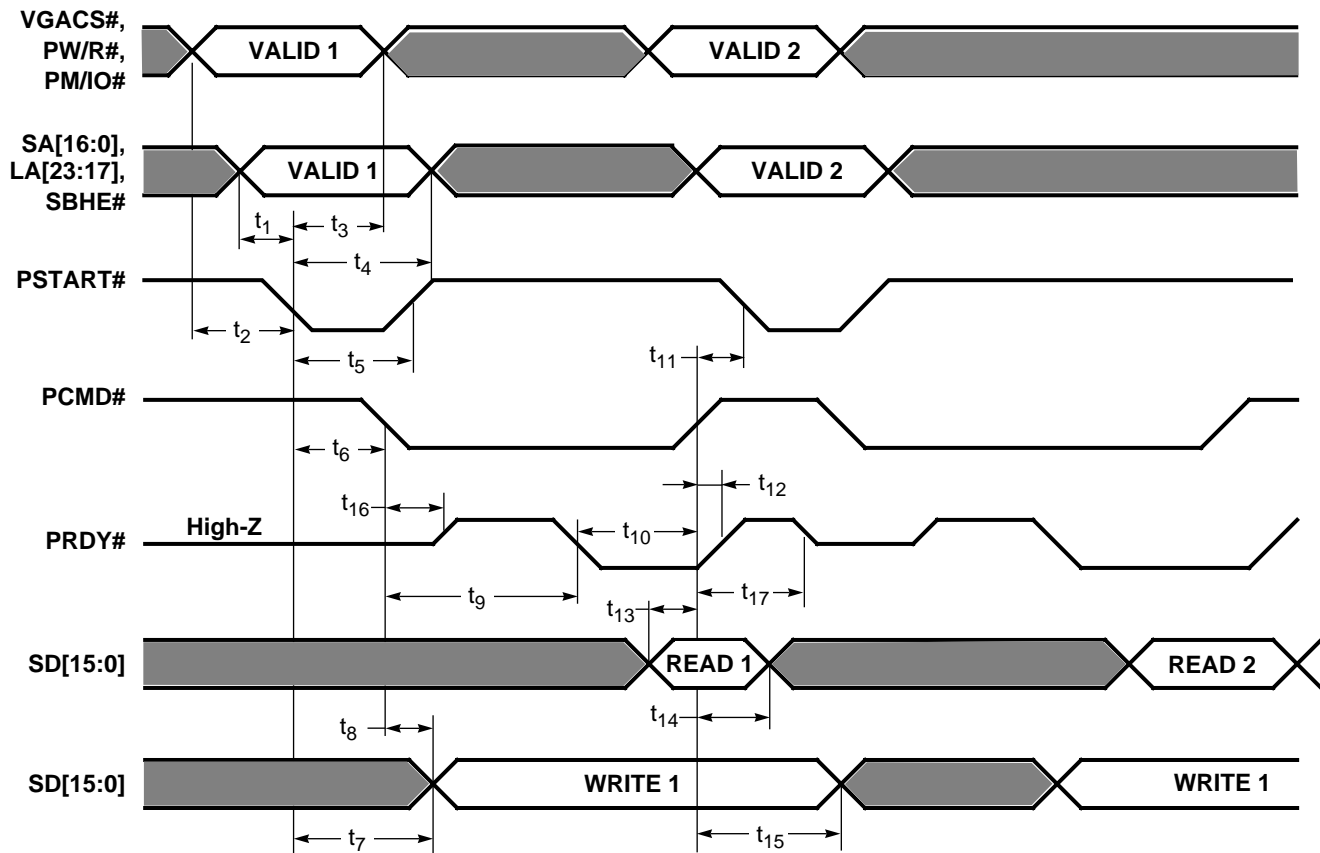 VGACS#,
PW/R#,
PM/IO#
VALID 1
VALID 2
SA[16:0],
LA[23:17],
SBHE#
VALID 1
VALID 2
t1
t3
t4
PSTART#
t2
t5
t11
PCMD#
t6
t12
t16
High-Z
t10
PRDY#
t9
t17
t13
SD[15:0]
READ 1
READ 2
t14
t8
SD[15:0]
WRITE 1
WRITE 1
t7
t15